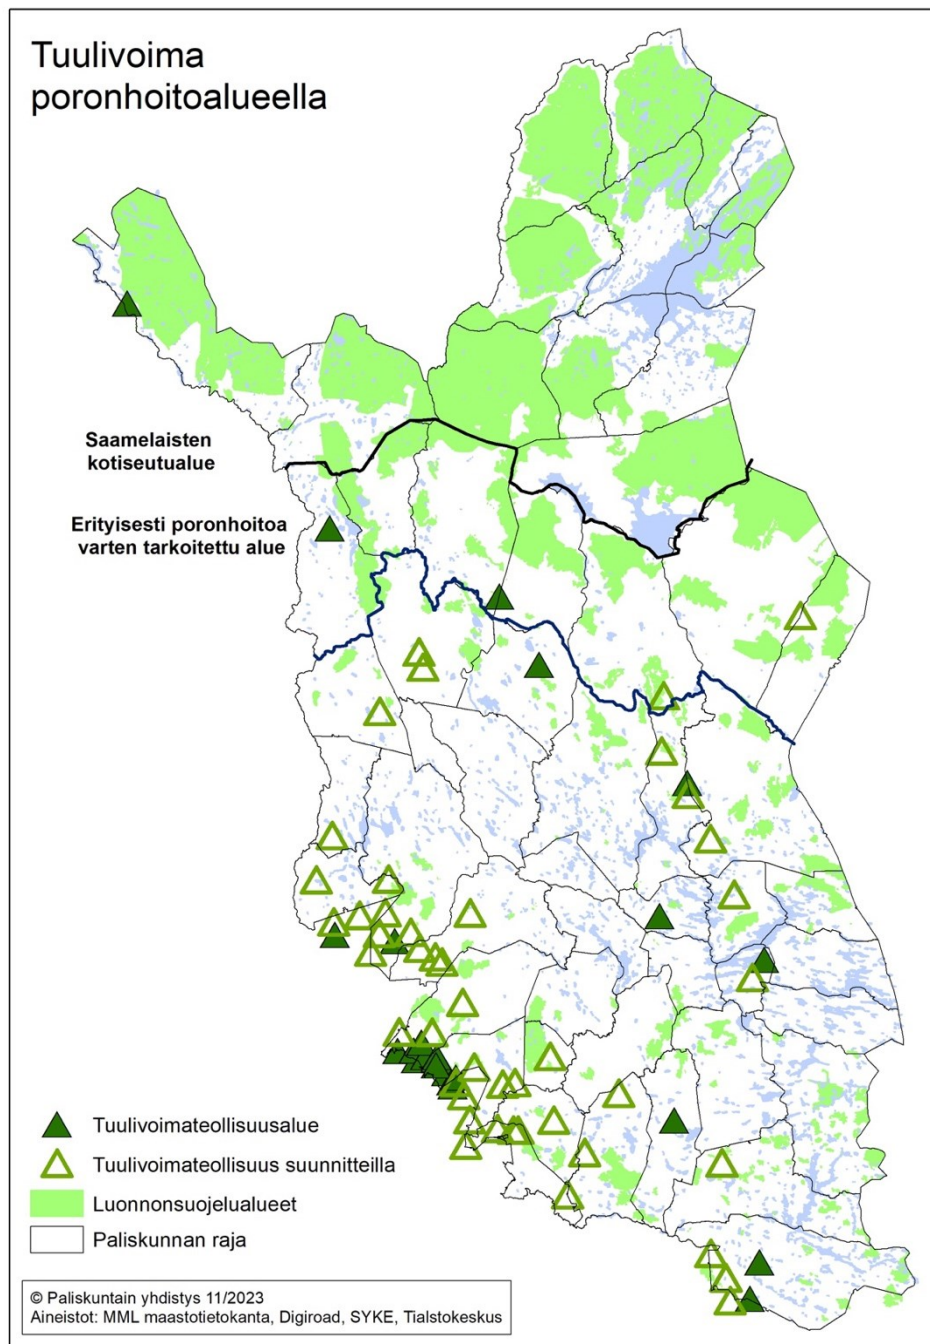 Tuulivoima
poronhoitoalueella
Saamelaisten
kotiseutualue
Erityisesti poronhoitoa
varten tarkoitettu alue
Tuulivoimateollisuusalue
Tuulivoimateollisuus suunnitteilla
Luonnonsuojelualueet
Paliskunnan raja
© Paliskuntain yhdistys 11/2023
Aineistot: MML maastotietokanta, Digiroad, SYKE, Tialstokeskus